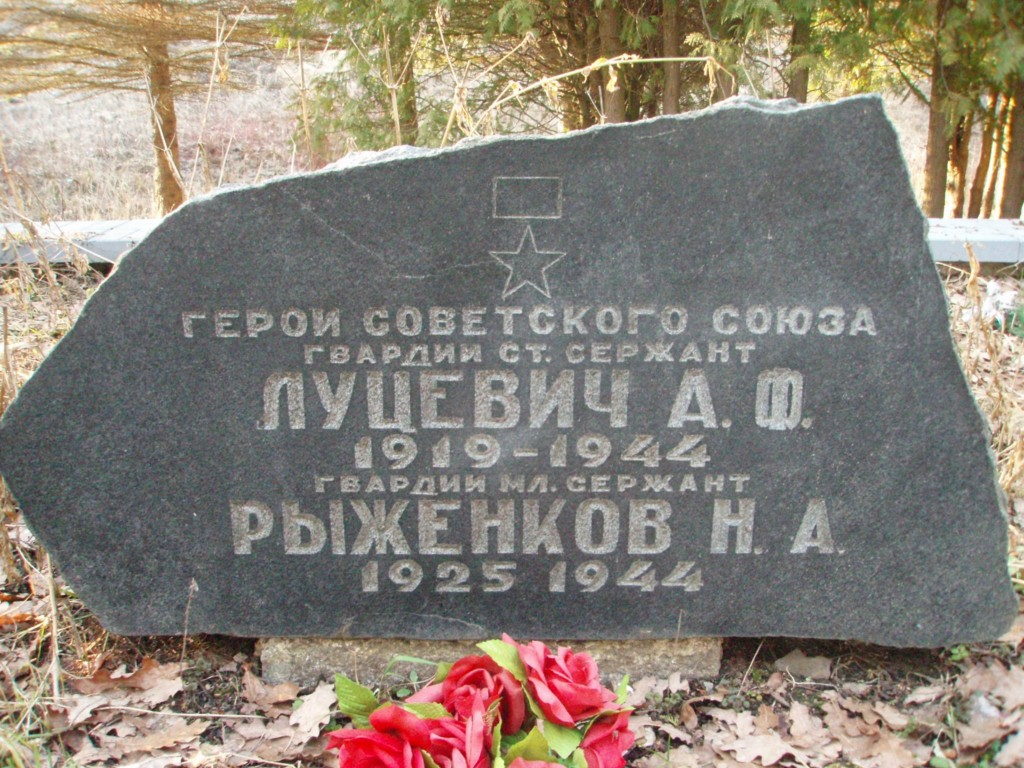 ГЕРОИ СОВЕТСКОГО СОЮЗА
ГВАРДИИ СТ. СЕРЖАНТ
ЛУЦЕВИЧ А. Ф.
1919-1944
ГВАРДИИ МЛ. СЕРЖАНТ
РЫЖЕНКОВ Н. А.
1925 1944